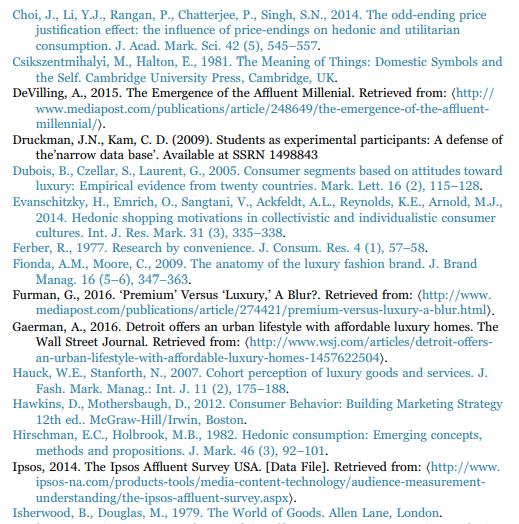 Choi, J., Li, Y.J., Rangan, P., Chatterjee, P., Singh, S.N., 2014. The odd-ending price
justification effect: the influence of price-endings on hedonic and utilitarian
consumption. J. Acad. Mark. Sci. 42 (5), 545–557.
Csikszentmihalyi, M., Halton, E., 1981. The Meaning of Things: Domestic Symbols and
the Self. Cambridge University Press, Cambridge, UK.
DeVilling, A., 2015. The Emergence of the Affluent Millenial. Retrieved from: 〈http://
www.mediapost.com/publications/article/248649/the-emergence-of-the-affluent-
millennial/〉.
Druckman, J.N., Kam, C. D. (2009). Students as experimental participants: A defense of
the'narrow data base'. Available at SSRN 1498843
Dubois, B., Czellar, S., Laurent, G., 2005. Consumer segments based on attitudes toward
luxury: Empirical evidence from twenty countries. Mark. Lett. 16 (2), 115–128.
Evanschitzky, H., Emrich, O., Sangtani, V., Ackfeldt, A.L., Reynolds, K.E., Arnold, M.J.,
2014. Hedonic shopping motivations in collectivistic and individualistic consumer
cultures. Int. J. Res. Mark. 31 (3), 335–338.
Ferber, R., 1977. Research by convenience. J. Consum. Res. 4 (1), 57–58.
Fionda, A.M., Moore, C., 2009. The anatomy of the luxury fashion brand. J. Brand
Manag. 16 (5–6), 347–363.
Furman, G., 2016. ‘Premium’ Versus ‘Luxury,’ A Blur?. Retrieved from: 〈http://www.
mediapost.com/publications/article/274421/premium-versus-luxury-a-blur.html〉.
Gaerman, A., 2016. Detroit offers an urban lifestyle with affordable luxury homes. The
Wall Street Journal. Retrieved from: 〈http://www.wsj.com/articles/detroit-offers-
an-urban-lifestyle-with-affordable-luxury-homes-1457622504〉.
Hauck, W.E., Stanforth, N., 2007. Cohort perception of luxury goods and services. J.
Fash. Mark. Manag.: Int. J. 11 (2), 175–188.
Hawkins, D., Mothersbaugh, D., 2012. Consumer Behavior: Building Marketing Strategy
12th ed.. McGraw-Hill/Irwin, Boston.
Hirschman, E.C., Holbrook, M.B., 1982. Hedonic consumption: Emerging concepts,
methods and propositions. J. Mark. 46 (3), 92–101.
Ipsos, 2014. The Ipsos Affluent Survey USA. [Data File]. Retrieved from: 〈http://www.
ipsos-na.com/products-tools/media-content-technology/audience-measurement-
understanding/the-ipsos-affluent-survey.aspx〉.
Isherwood, B., Douglas, M., 1979. The World of Goods. Allen Lane, London.